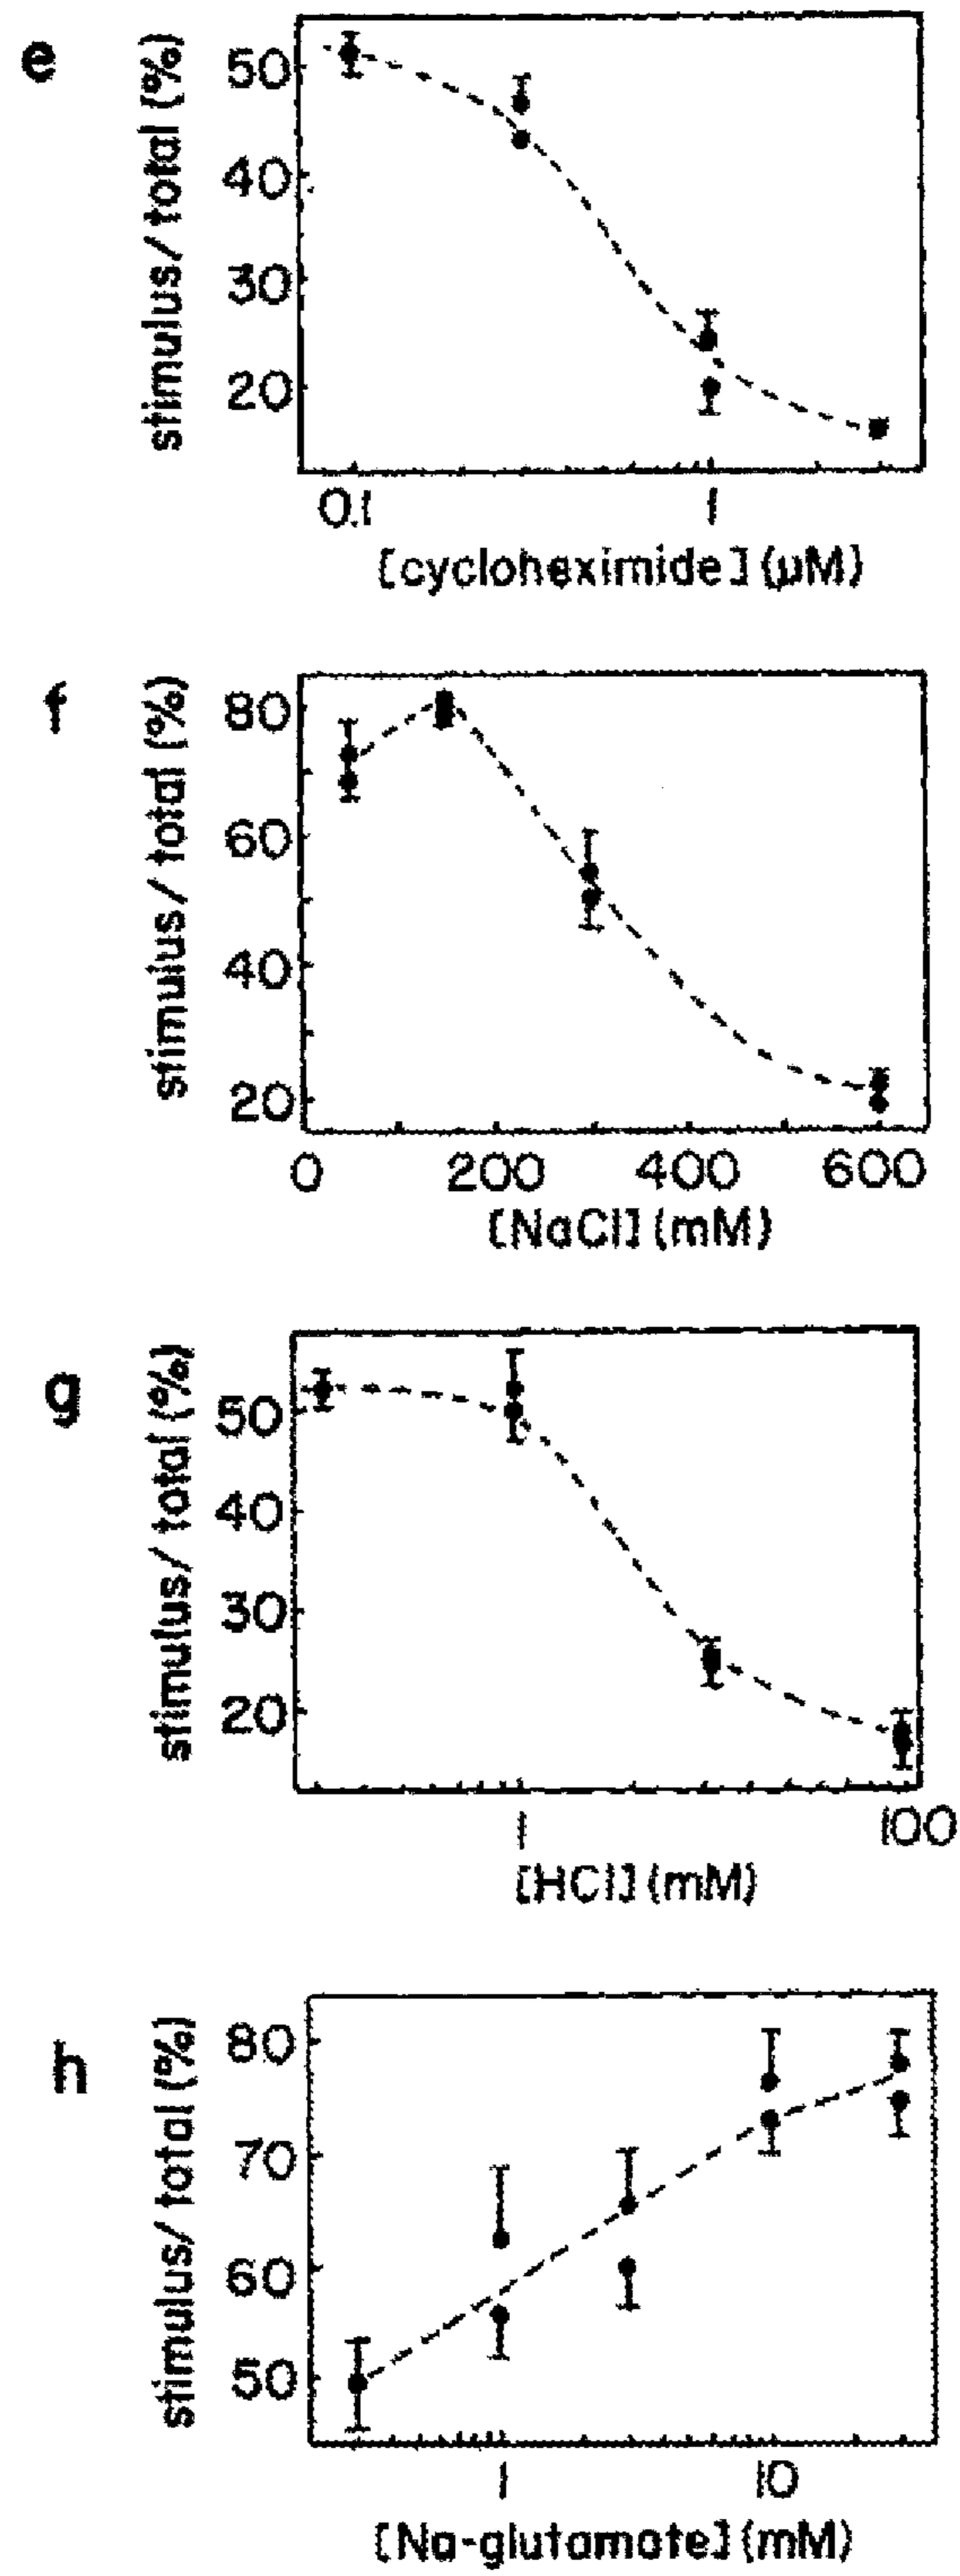 e
stimulus/total (%)
50
40
30
20
0.1 1
[cycloheximide] (μM)
f
stimulus/total (%)
80
60
40
20
0 200 400 600
[NaCl] (mM)
g
stimulus/total (%)
50
40
30
20
1 100
[HCl] (mM)
h
stimulus/total (%)
80
70
60
50
1 10
[Na-glutamate] (mM)